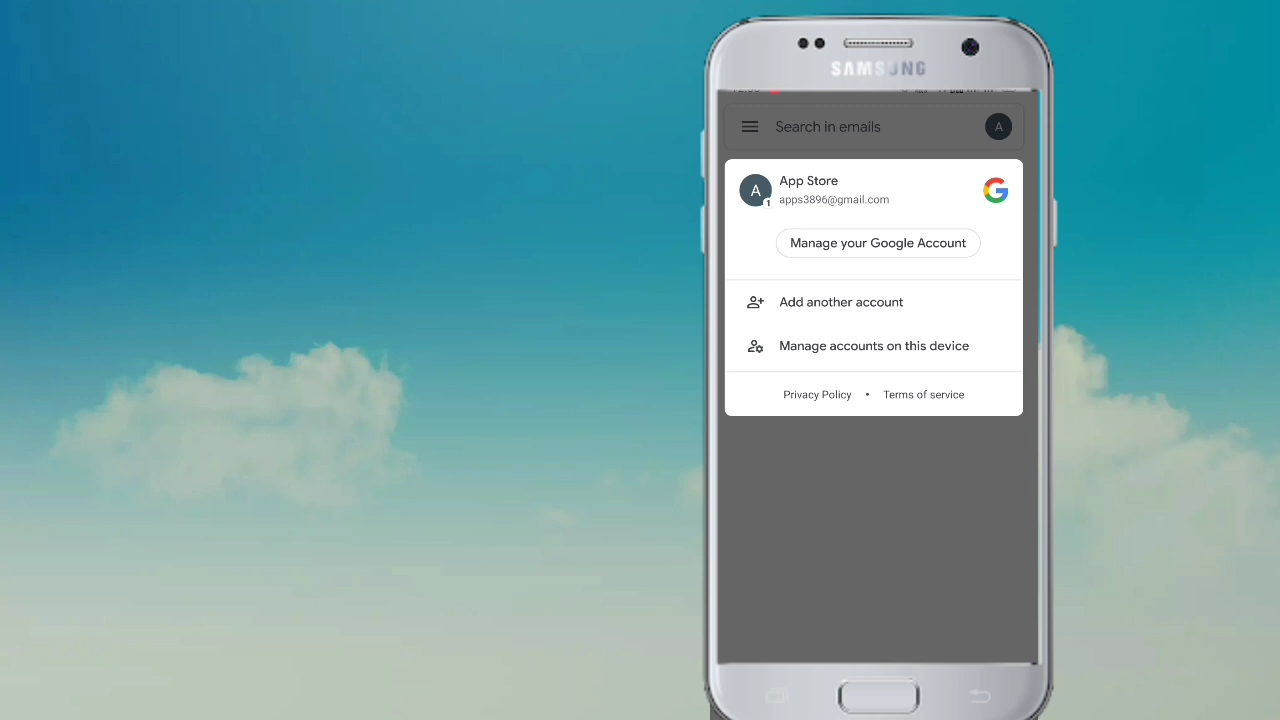 SAMSUNG
Search in emails
A
A
App Store
1
apps3896@gmail.com
Manage your Google Account
Add another account
Manage accounts on this device
Privacy Policy • Terms of service